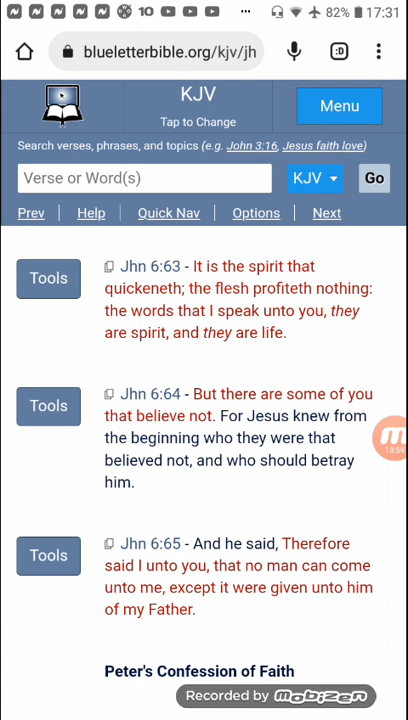 10 ... 82% 17:31
blueletterbible.org/kjv/jh :D
KJV
Tap to Change
Menu
Search verses, phrases, and topics (e.g. John 3:16, Jesus faith love)
Verse or Word(s) KJV Go
Prev Help Quick Nav Options Next
Tools
Jhn 6:63 - It is the spirit that
quickeneth; the flesh profiteth nothing:
the words that I speak unto you, they
are spirit, and they are life.
Tools
Jhn 6:64 - But there are some of you
that believe not. For Jesus knew from
the beginning who they were that
believed not, and who should betray
him.
13:59
Tools
Jhn 6:65 - And he said, Therefore
said I unto you, that no man can come
unto me, except it were given unto him
of my Father.
Peter's Confession of Faith
Recorded by mobizen